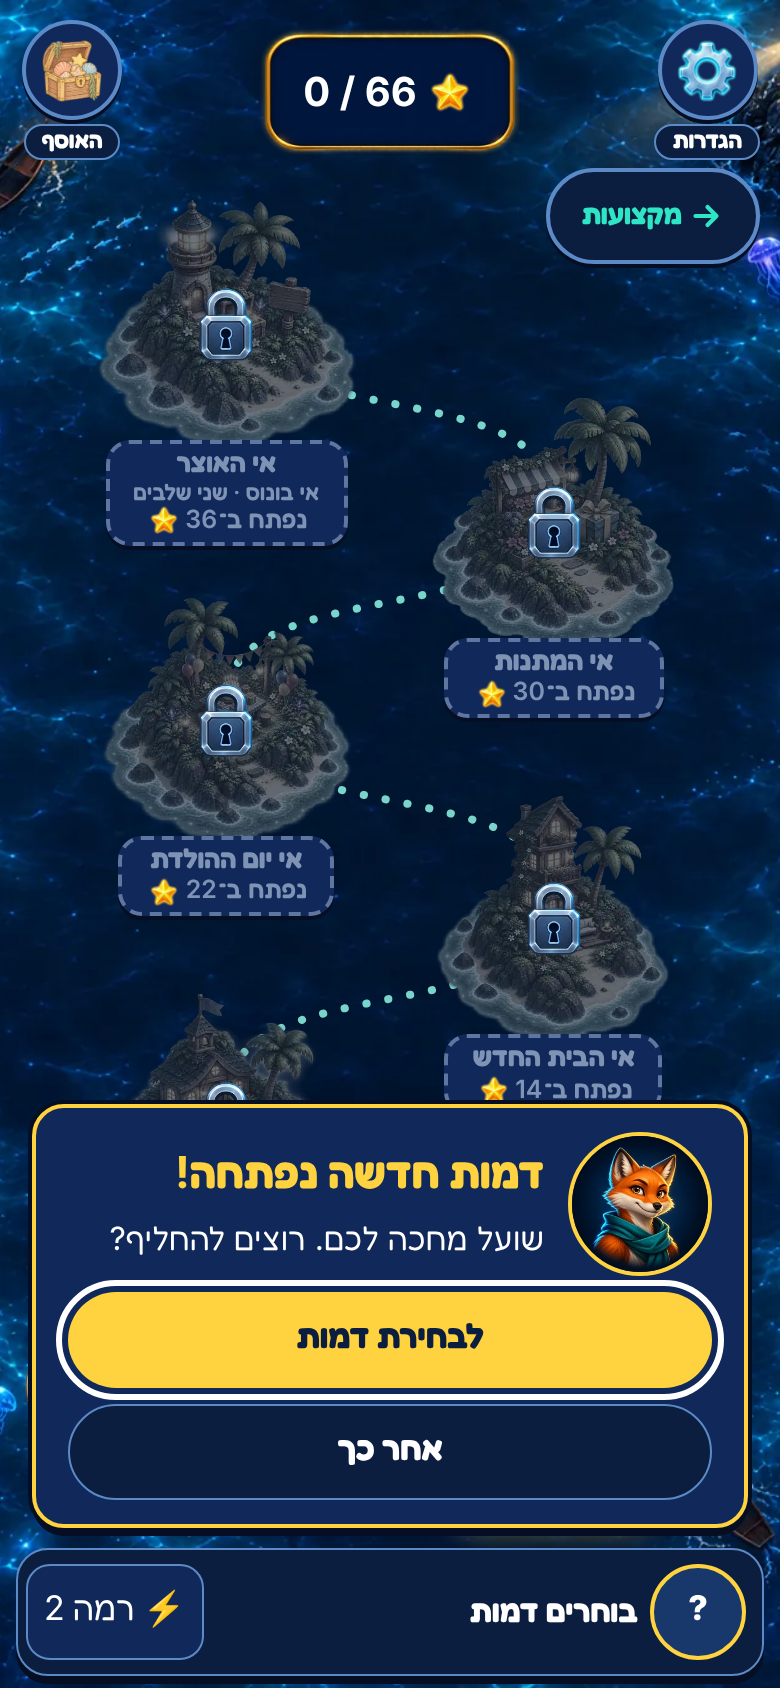 הגדרות
0 / 66
האוסף
מקצועות
אי האוצר
אי בונוס · שני שלבים
נפתח ב־36
אי המתנות
נפתח ב־30
אי יום ההולדת
נפתח ב־22
אי הבית החדש
נפתח ב־14
דמות חדשה נפתחה!
שועל מחכה לכם. רוצים להחליף?
לבחירת דמות
אחר כך
?
בוחרים דמות
רמה 2